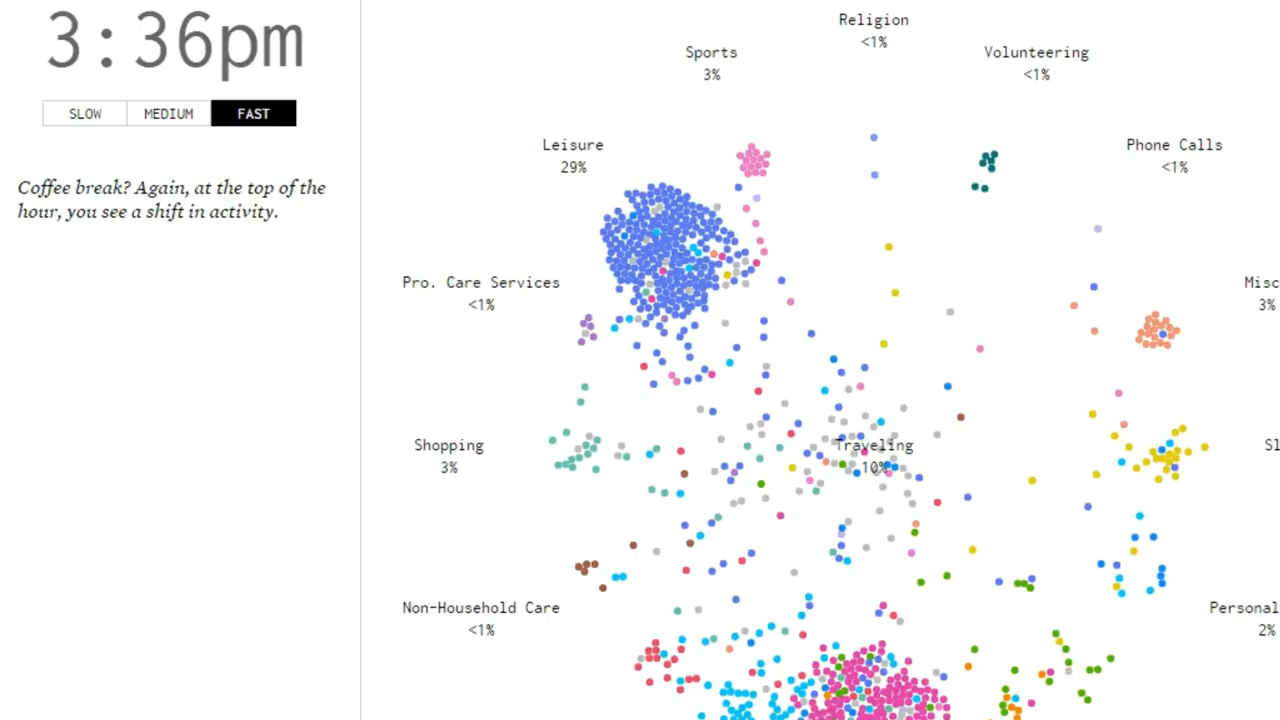 3:36pm
SLOW MEDIUM FAST
Coffee break? Again, at the top of the
hour, you see a shift in activity.
Religion
<1%
Sports
3%
Volunteering
<1%
Leisure
29%
Phone Calls
<1%
Pro. Care Services
<1%
Misc
3%
Shopping
3%
Traveling
10%
Sl
Non-Household Care
<1%
Personal
2%